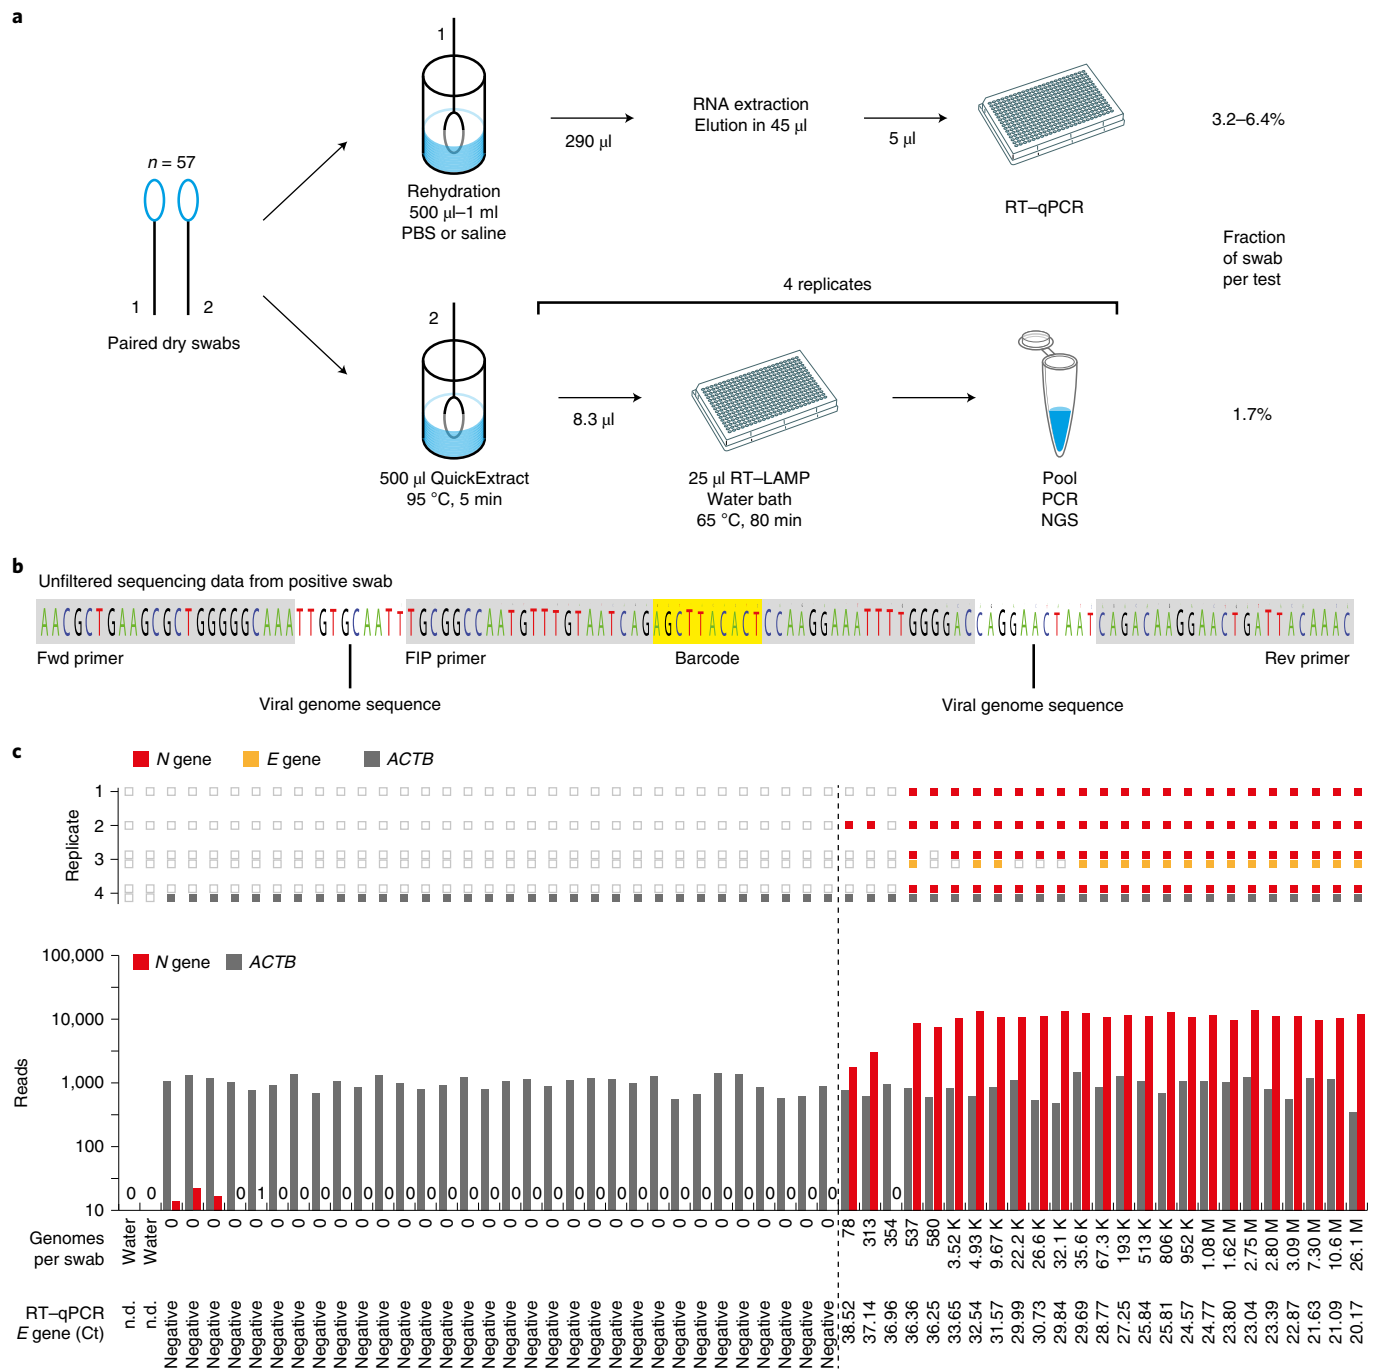 a
n = 57
1
2
Paired dry swabs
1
Rehydration
500 µl–1 ml
PBS or saline
290 µl
RNA extraction
Elution in 45 µl
5 µl
RT–qPCR
3.2–6.4%
Fraction
of swab
per test
4 replicates
2
500 µl QuickExtract
95 °C, 5 min
8.3 µl
25 µl RT–LAMP
Water bath
65 °C, 80 min
Pool
PCR
NGS
1.7%
b
Unfiltered sequencing data from positive swab
AACGCTGAAGCGCTGGGGGCAAATTGTGCAATTTGCGGCCAATGTTTGTAATCAGAGCTTACACTCCAAGGAAATTTTGGGGACCAGGAACTAATCAGACAAGGAACTGATTACAAAC
Fwd primer
FIP primer
Barcode
Rev primer
Viral genome sequence
Viral genome sequence
c
N gene E gene ACTB
Replicate
1
2
3
4
N gene ACTB
Reads
100,000
10,000
1,000
100
10
0 0 0 1 0 0 0 0 0 0 0 0 0 0 0 0 0 0 0 0 0 0 0 0 0 0 0 0 0 0 0 0
Genomes
per swab
Water Water 0 0 0 0 0 0 0 0 0 0 0 0 0 0 0 0 0 0 0 0 0 0 0 0 0 0 0 0 0 0 0 0 78 313 354 537 580 3.52 K 4.93 K 9.67 K 22.2 K 26.6 K 32.1 K 35.6 K 67.3 K 193 K 513 K 806 K 952 K 1.08 M 1.62 M 2.75 M 2.80 M 3.09 M 7.30 M 10.6 M 26.1 M
RT–qPCR
E gene (Ct)
n.d. n.d. Negative Negative Negative Negative Negative Negative Negative Negative Negative Negative Negative Negative Negative Negative Negative Negative Negative Negative Negative Negative Negative Negative Negative Negative Negative Negative Negative Negative Negative Negative Negative Negative 38.52 37.14 36.96 36.36 36.25 33.65 32.54 31.57 29.99 30.73 29.84 29.69 28.77 27.25 25.84 25.81 24.57 24.77 23.80 23.04 23.39 22.87 21.63 21.09 20.17